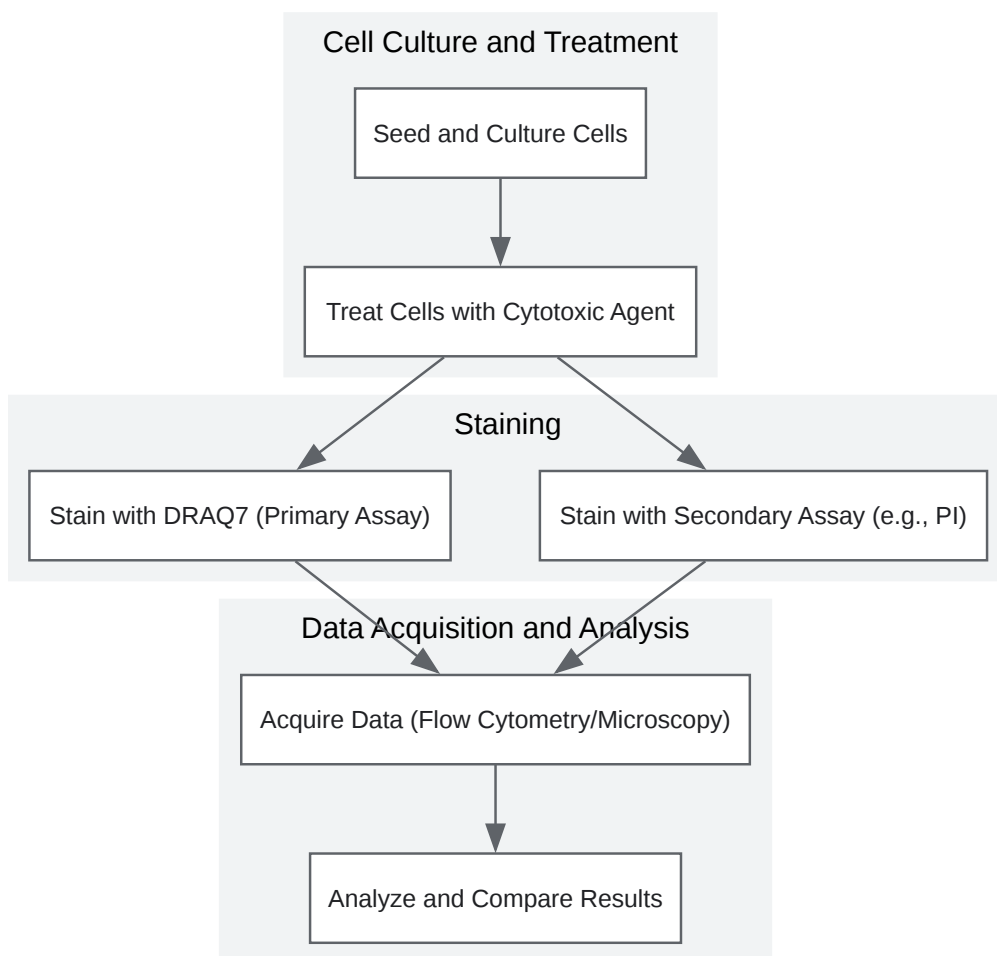 Cell Culture and Treatment
Seed and Culture Cells
Treat Cells with Cytotoxic Agent
Staining
Stain with DRAQ7 (Primary Assay)
Stain with Secondary Assay (e.g., PI)
Data Acquisition and Analysis
Acquire Data (Flow Cytometry/Microscopy)
Analyze and Compare Results